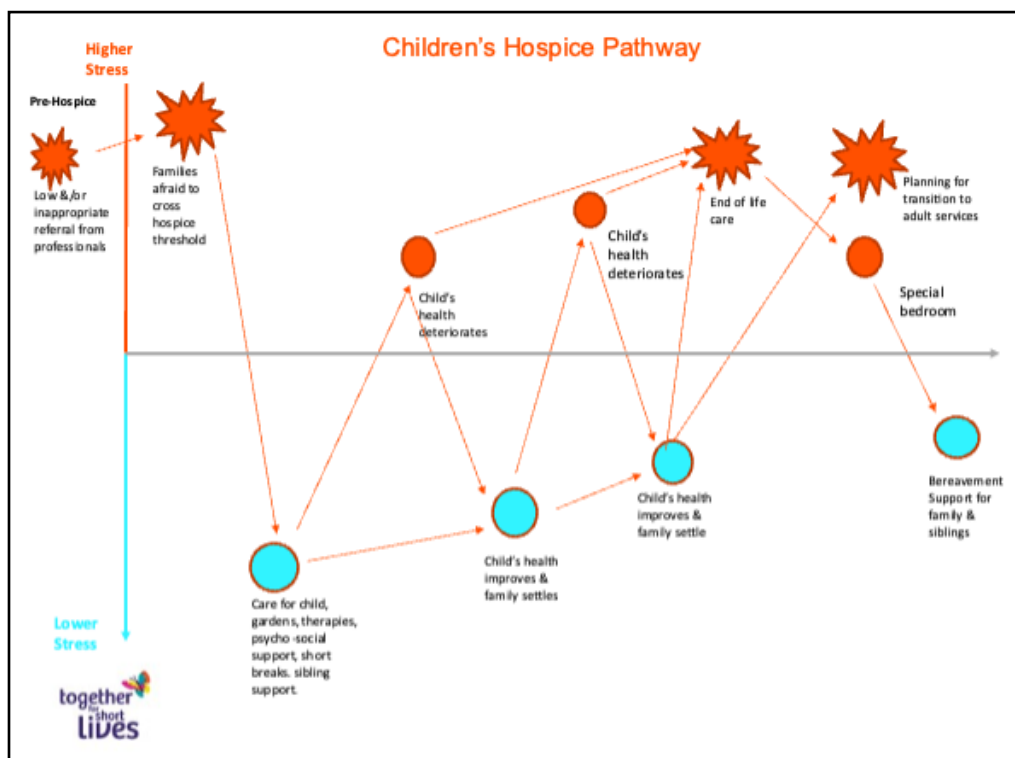 Children's Hospice Pathway
Higher
Stress
Pre-Hospice
Low &/or
inappropriate
referral from
professionals
Families
afraid to
cross
hospice
threshold
Child's
health
deteriorates
Child's
health
deteriorates
End of life
care
Planning for
transition to
adult services
Special
bedroom
Care for child,
gardens, therapies,
psycho-social
support, short
breaks. sibling
support.
Child's health
improves &
family settles
Child's health
improves &
family settle
Bereavement
Support for
family &
siblings
Lower
Stress
together
for short
lives